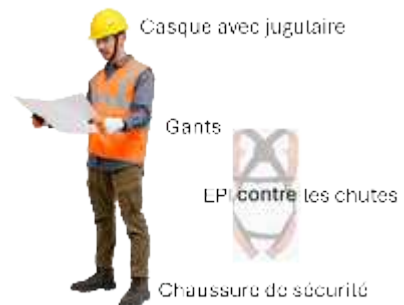 Casque avec jugulaire
Gants
EPI contre les chutes
Chaussure de sécurité